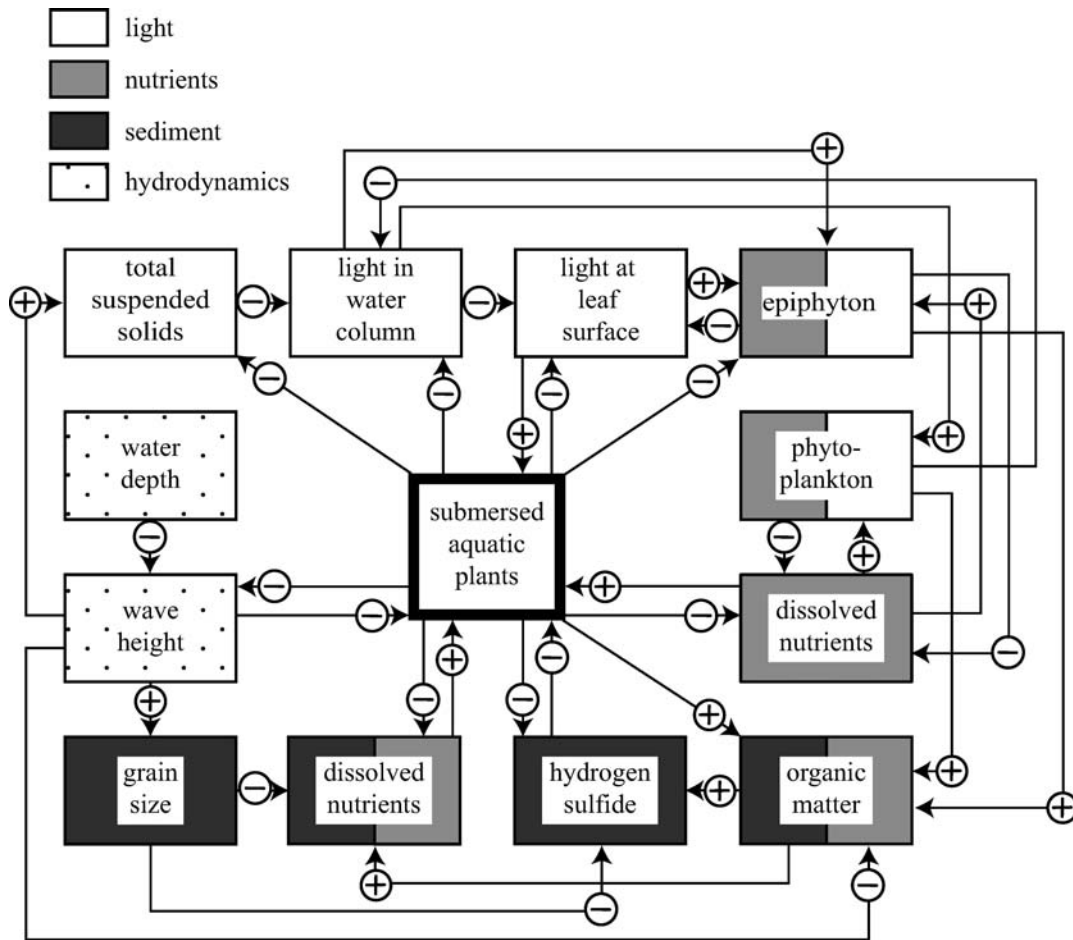 light
nutrients
sediment
hydrodynamics
total
suspended
solids
light in
water
column
light at
leaf
surface
epiphyton
water
depth
phyto-
plankton
submersed
aquatic
plants
wave
height
dissolved
nutrients
grain
size
dissolved
nutrients
hydrogen
sulfide
organic
matter